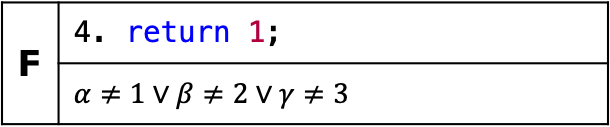 F
4. return 1;
α ≠ 1 ∨ β ≠ 2 ∨ γ ≠ 3